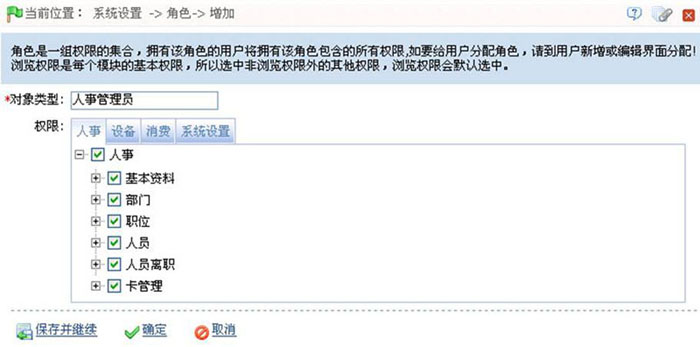 当前位置： 系统设置 -> 角色-> 增加
角色,是一组权限的集合，拥有该角色的用户将拥有该角色包含的所有权限,如要给用户分配角色，请到用户新增或编辑界面分配!
浏览权限是每个模块的基本权限，所以选中非浏览权限外的其他权限，浏览权限会默认选中。
*对象类型： 人事管理员
权限： 人事 设备 消费 系统设置
人事
基本资料
部门
职位
人员
人员离职
卡管理
保存并继续 确定 取消